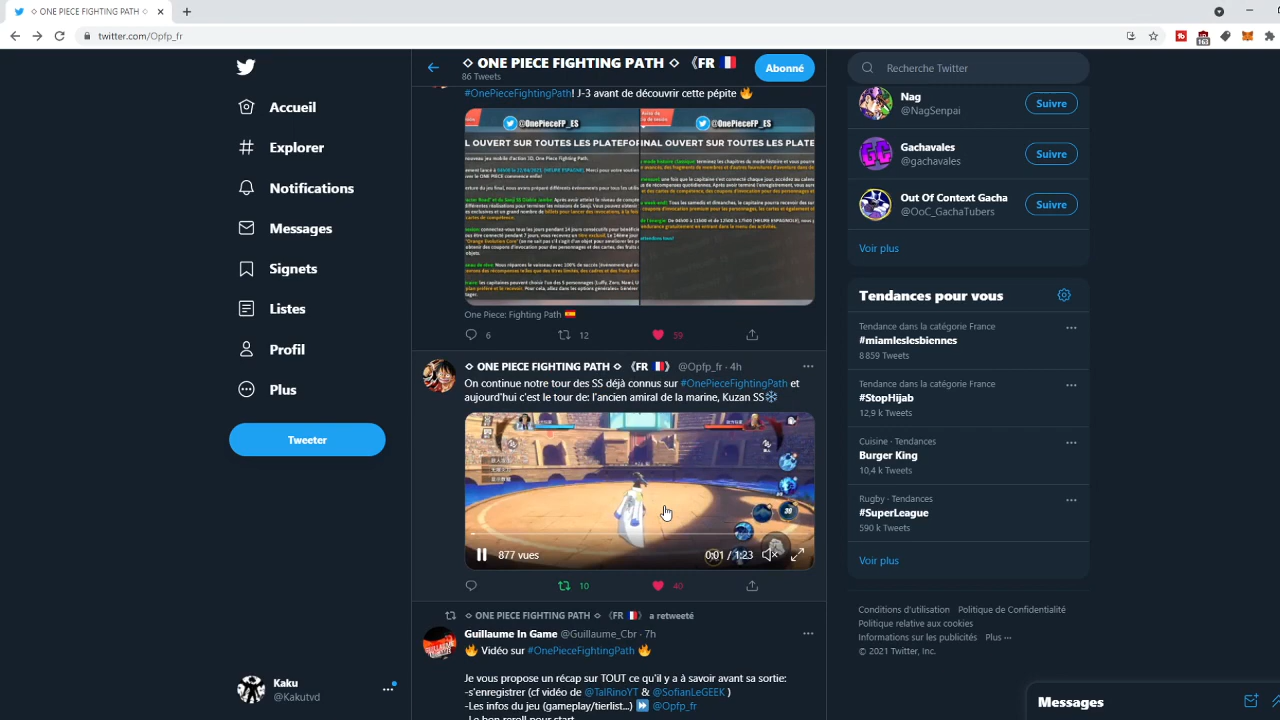 ◇ ONE PIECE FIGHTING PATH ◇ (
twitter.com/Opfp_fr
163
Accueil
Explorer
Notifications
Messages
Signets
Listes
Profil
Plus
Tweeter
Kaku
@Kakutvd
◇ ONE PIECE FIGHTING PATH ◇ 《FR 🇫🇷
86 Tweets
Abonné
#OnePieceFightingPath! J-3 avant de découvrir cette pépite 🔥
@OnePieceFP_ES
@OnePieceFP_ES
L OUVERT SUR TOUTES LES PLATEFOR
INAL OUVERT SUR TOUTES LES PLATE
One Piece: Fighting Path 🇪🇸
6 12 59
◇ ONE PIECE FIGHTING PATH ◇ 《FR 🇫🇷》 @Opfp_fr · 4h
On continue notre tour des SS déjà connus sur #OnePieceFightingPath et
aujourd'hui c'est le tour de: l'ancien amiral de la marine, Kuzan SS❄️
877 vues
0:01 / 1:23
10 40
◇ ONE PIECE FIGHTING PATH ◇ 《FR 🇫🇷》 a retweeté
Guillaume In Game @Guillaume_Cbr · 7h
🔥 Vidéo sur #OnePieceFightingPath 🔥
Je vous propose un récap sur TOUT ce qu'il y a à savoir avant sa sortie:
-s'enregistrer (cf vidéo de @TalRinoYT & @SofianLeGEEK )
-Les infos du jeu (gameplay/tierlist...) ⏩ @Opfp_fr
-Le bon reroll pour start
Recherche Twitter
Nag
@NagSenpai
Suivre
Gachavales
@gachavales
Suivre
Out Of Context Gacha
@OoC_GachaTubers
Suivre
Voir plus
Tendances pour vous
Tendance dans la catégorie France
#miamleslesbiennes
8 859 Tweets
Tendance dans la catégorie France
#StopHijab
12,9 k Tweets
Cuisine · Tendances
Burger King
10,4 k Tweets
Rugby · Tendances
#SuperLeague
590 k Tweets
Voir plus
Conditions d'utilisation Politique de Confidentialité
Politique relative aux cookies
Informations sur les publicités Plus ···
© 2021 Twitter, Inc.
Messages